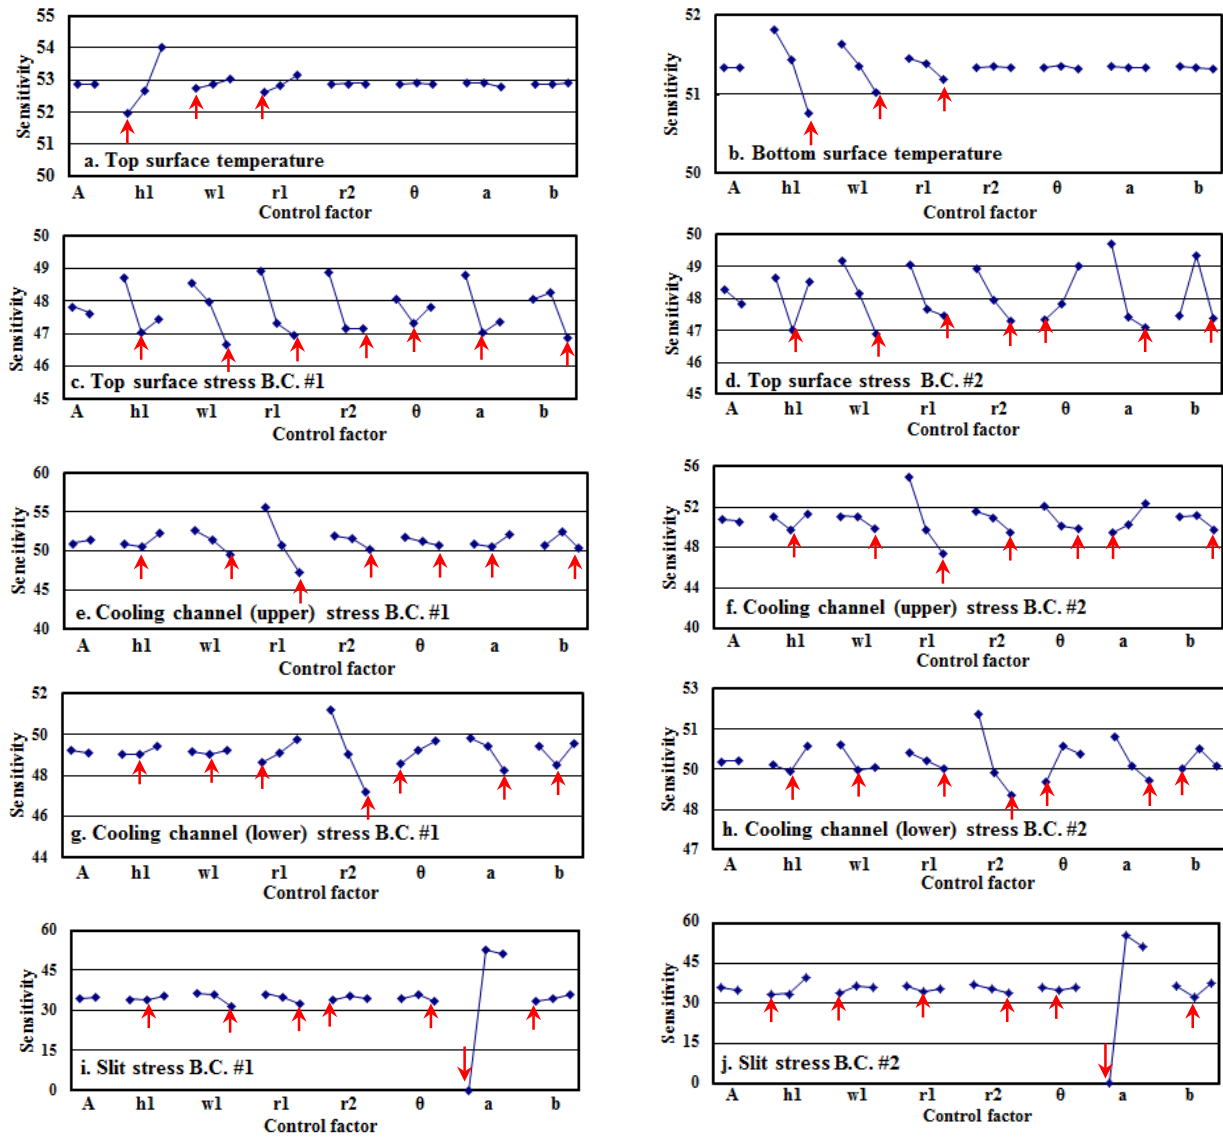 55
54
53
52
51
50
Sensitivity
a. Top surface temperature
A h1 w1 r1 r2 θ a b
Control factor
52
51
50
Sensitivity
b. Bottom surface temperature
A h1 w1 r1 r2 θ a b
Control factor
50
49
48
47
46
45
Sensitivity
c. Top surface stress B.C. #1
A h1 w1 r1 r2 θ a b
Control factor
50
49
48
47
46
45
Sensitivity
d. Top surface stress B.C. #2
A h1 w1 r1 r2 θ a b
Control factor
60
55
50
45
40
Seneitivity
e. Cooling channel (upper) stress B.C. #1
A h1 w1 r1 r2 θ a b
Control factor
56
52
48
44
40
Sensitivity
f. Cooling channel (upper) stress B.C. #2
A h1 w1 r1 r2 θ a b
Control factor
52
50
48
46
44
Sensitivity
g. Cooling channel (lower) stress B.C. #1
A h1 w1 r1 r2 θ a b
Control factor
53
51
50
49
47
Sensitivity
h. Cooling channel (lower) stress B.C. #2
A h1 w1 r1 r2 θ a b
Control factor
60
45
30
15
0
Sensitivity
i. Slit stress B.C. #1
A h1 w1 r1 r2 θ a b
Control factor
60
45
30
15
0
Sensitivity
j. Slit stress B.C. #2
A h1 w1 r1 r2 θ a b
Control factor